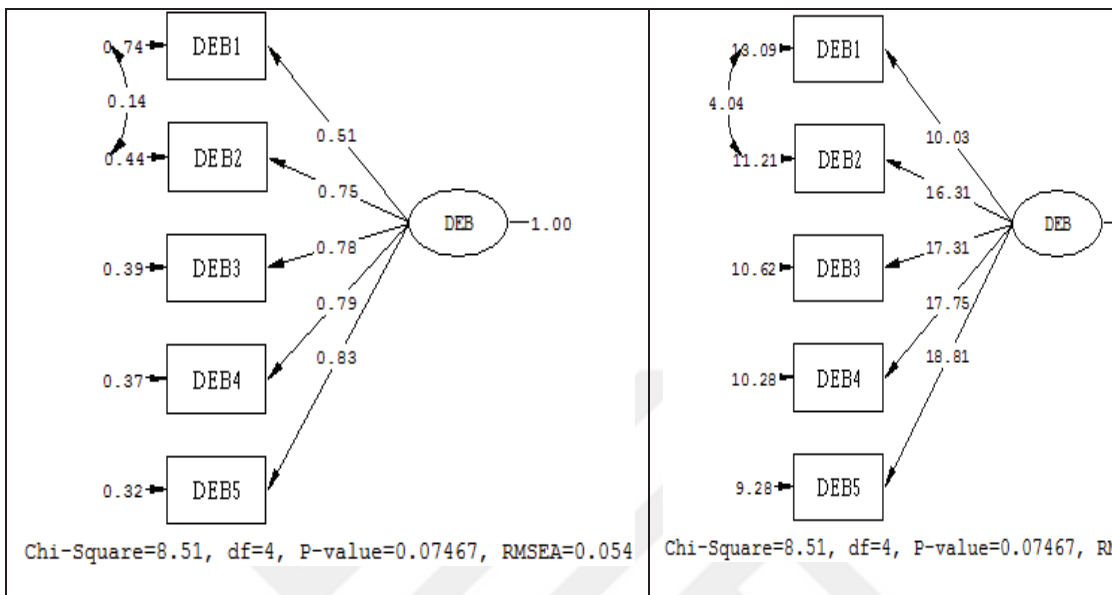 0.74 DEB1
0.14
0.51
0.44 DEB2
0.75
DEB 1.00
0.78
0.39 DEB3
0.79
0.83
0.37 DEB4
0.32 DEB5
Chi-Square=8.51, df=4, P-value=0.07467, RMSEA=0.054
13.09 DEB1
4.04
10.03
11.21 DEB2
16.31
DEB
17.31
10.62 DEB3
17.75
18.81
10.28 DEB4
9.28 DEB5
Chi-Square=8.51, df=4, P-value=0.07467,